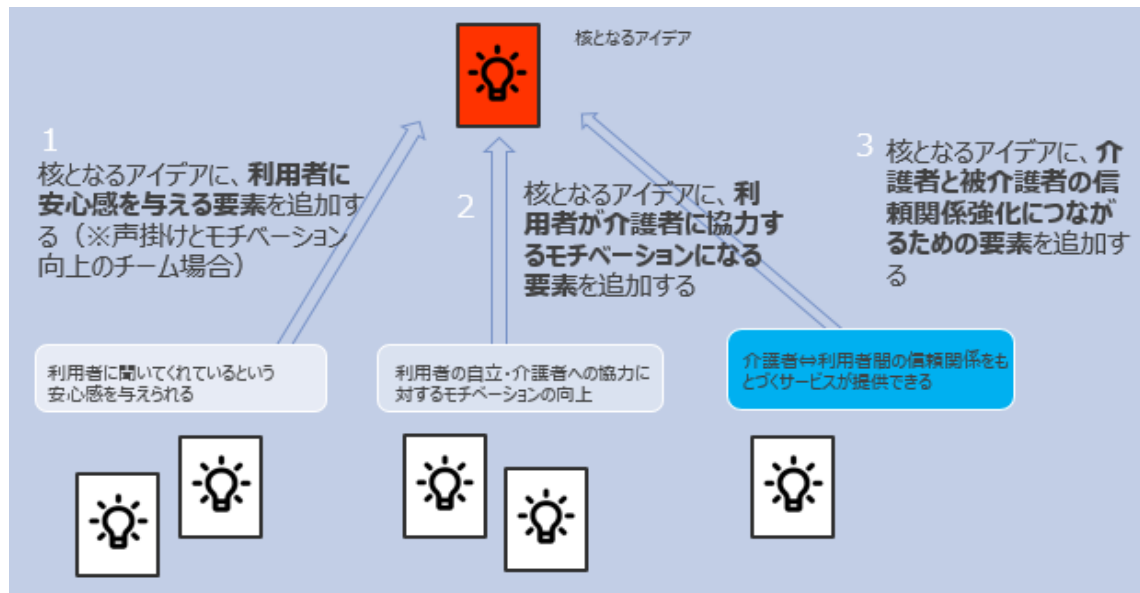 核となるアイデア
1
核となるアイデアに、利用者に
安心感を与える要素を追加す
る（※声掛けとモチベーション
向上のチーム場合）
2
核となるアイデアに、利
用者が介護者に協力す
るモチベーションになる
要素を追加する
3
核となるアイデアに、介
護者と被介護者の信
頼関係強化につなが
るための要素を追加す
る
利用者に聞いてくれているという
安心感を与えられる
利用者の自立・介護者への協力に
対するモチベーションの向上
介護者⇔利用者間の信頼関係をも
とづくサービスが提供できる